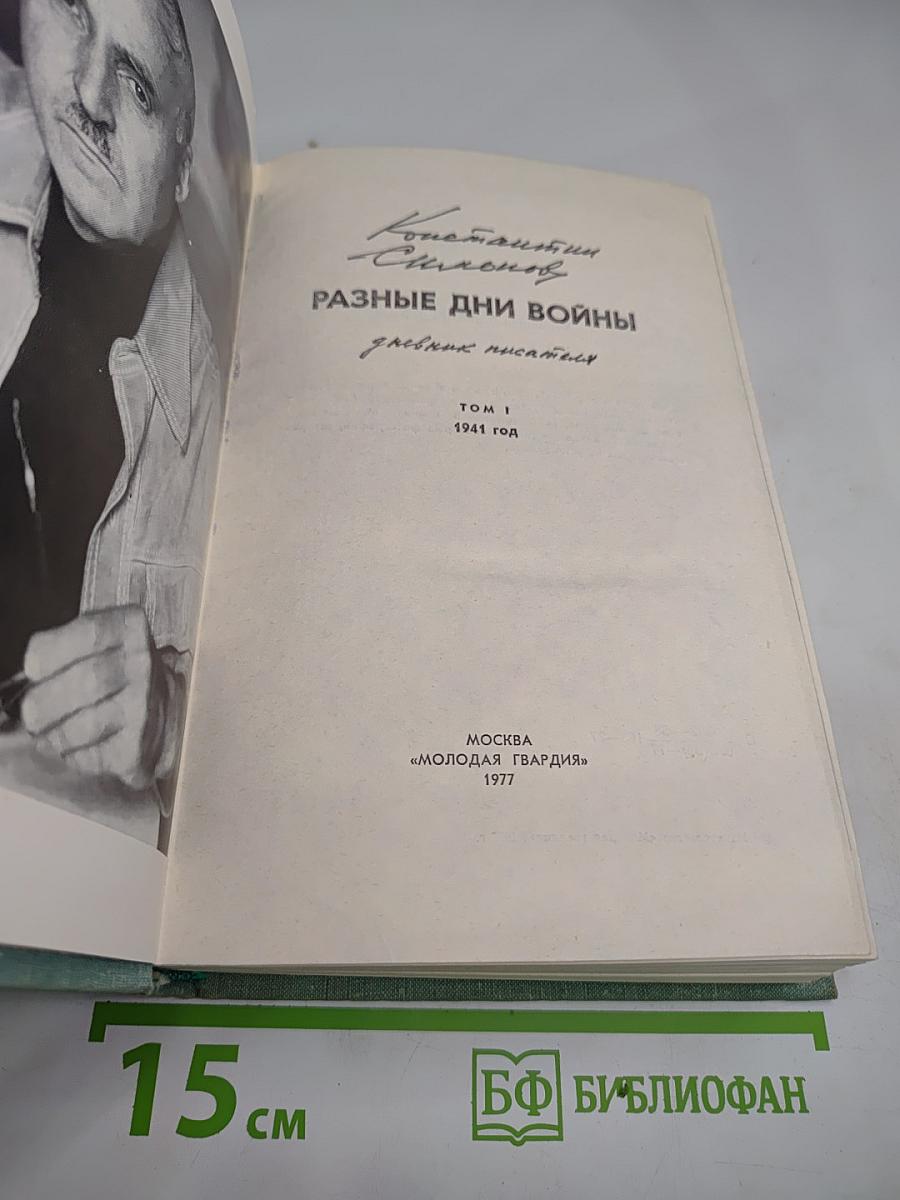 Константин
Симонов
РАЗНЫЕ ДНИ ВОЙНЫ
дневник писателя
ТОМ I
1941 год
МОСКВА
«МОЛОДАЯ ГВАРДИЯ»
1977
15 см
БФ БИБЛИОФАН